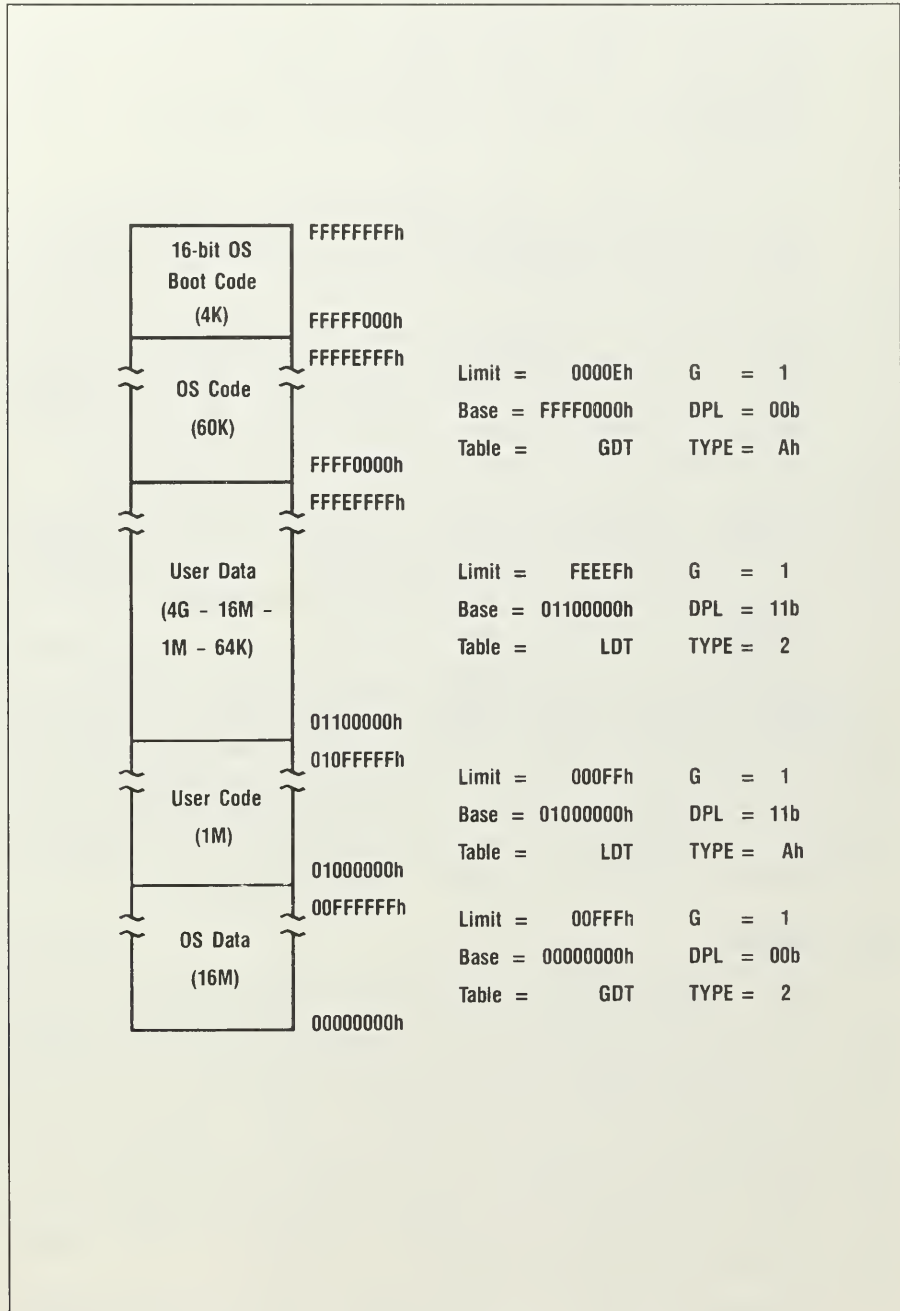 FFFFFFFFh
16-bit OS
Boot Code
(4K)
FFFFF000h
FFFFEFFFh
OS Code
(60K)
FFFF0000h
Limit = 0000Eh G = 1
Base = FFFF0000h DPL = 00b
Table = GDT TYPE = Ah
FFFEFFFFh
User Data
(4G - 16M -
1M - 64K)
01100000h
Limit = FEEEFh G = 1
Base = 01100000h DPL = 11b
Table = LDT TYPE = 2
010FFFFFh
User Code
(1M)
01000000h
Limit = 000FFh G = 1
Base = 01000000h DPL = 11b
Table = LDT TYPE = Ah
00FFFFFFh
OS Data
(16M)
00000000h
Limit = 00FFFh G = 1
Base = 00000000h DPL = 00b
Table = GDT TYPE = 2